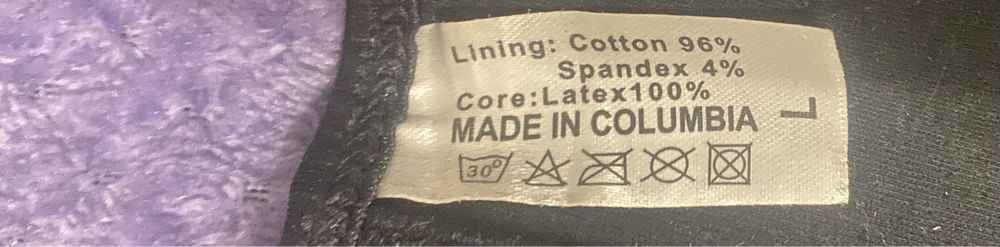 Lining: Cotton 96%
Spandex 4%
Core:Latex100%
MADE IN COLUMBIA
L
30°